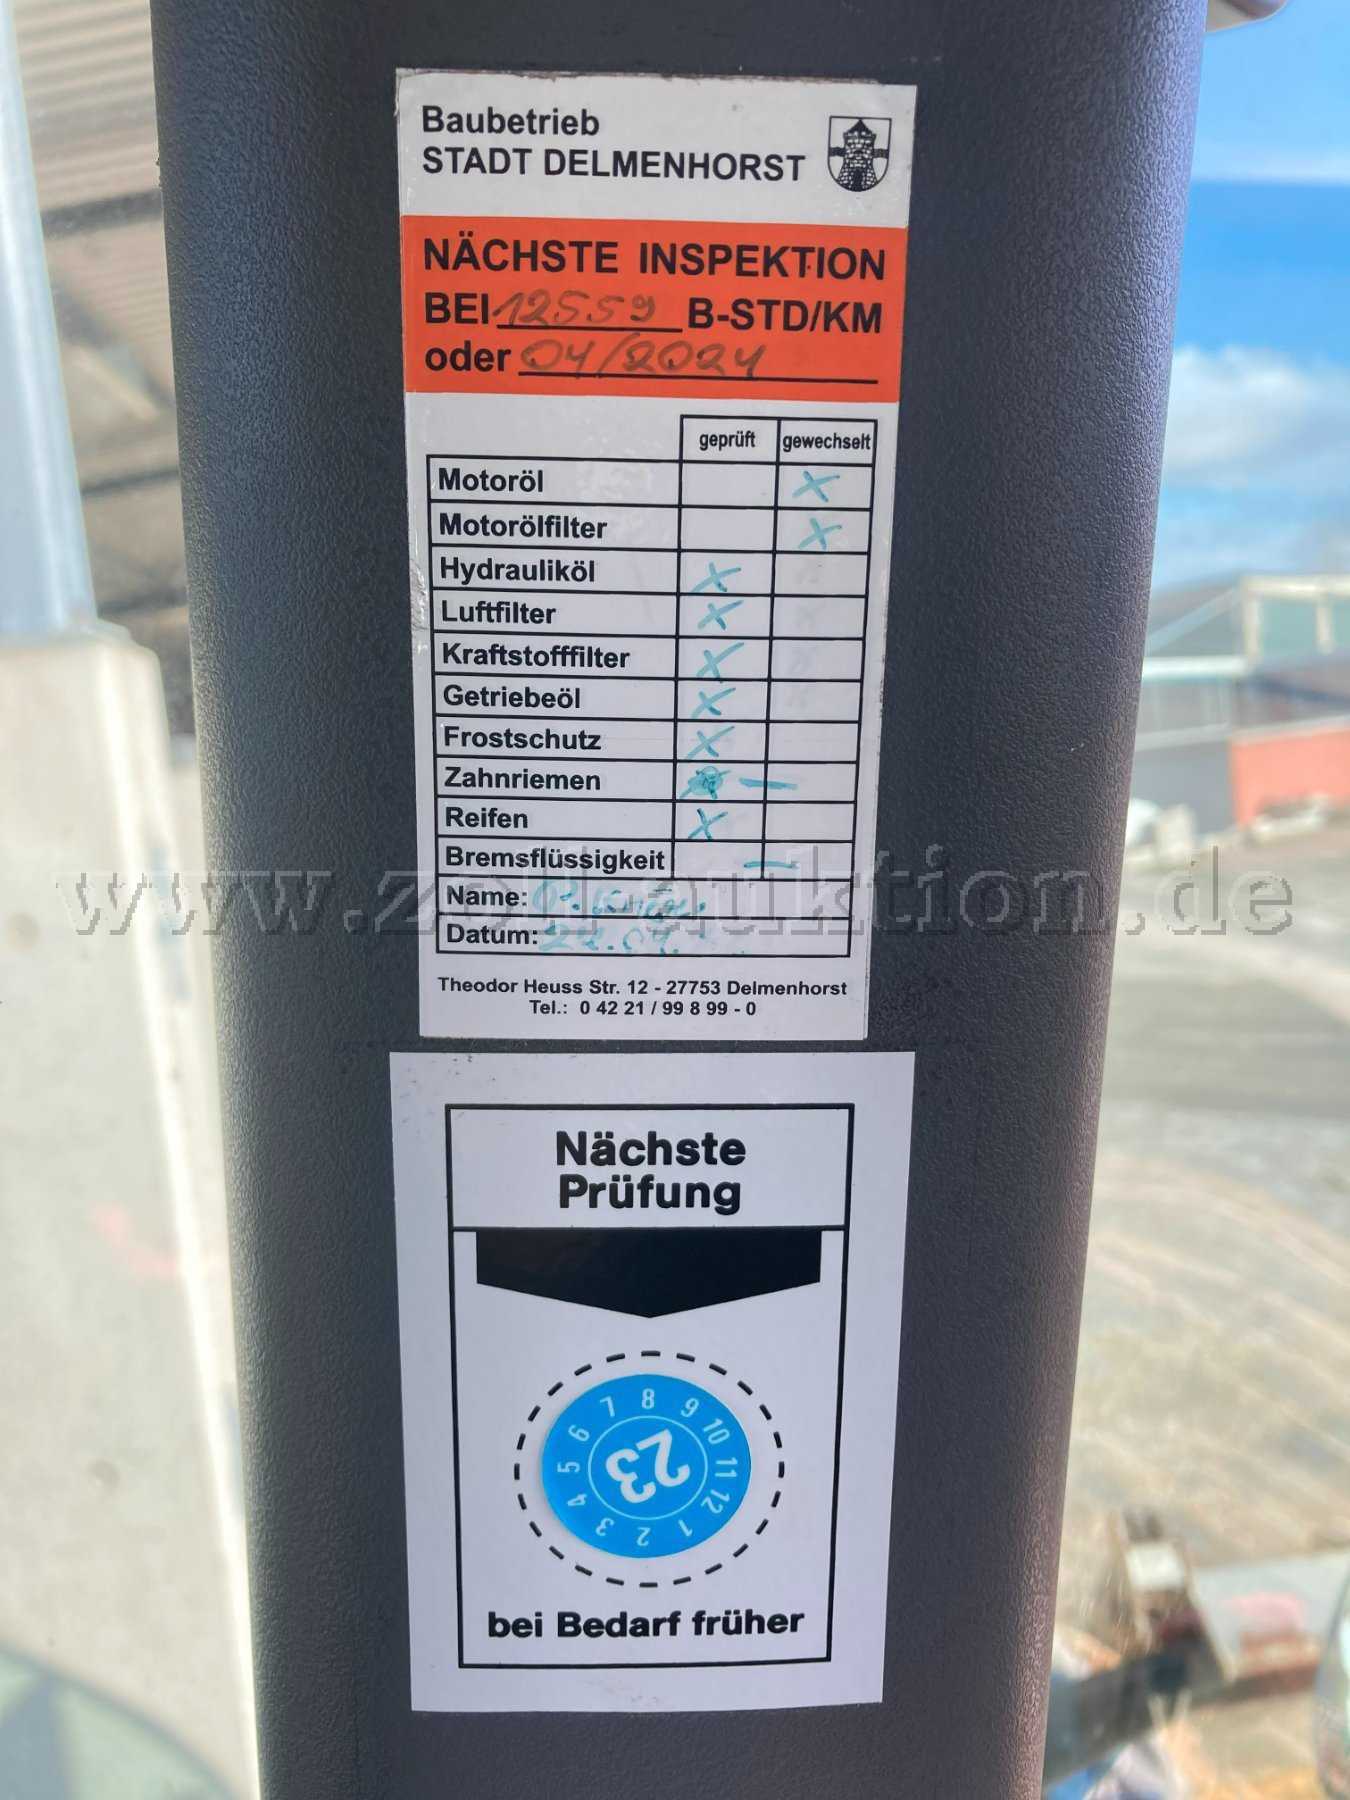 Baubetrieb
STADT DELMENHORST
NÄCHSTE INSPEKTION
BEI 12559 B-STD/KM
oder 04/2024
geprüft gewechselt
Motoröl X
Motorölfilter X
Hydrauliköl X
Luftfilter X
Kraftstofffilter X
Getriebeöl X
Frostschutz X
Zahnriemen —
Reifen X
Bremsflüssigkeit —
Name:
Datum:
Theodor Heuss Str. 12 - 27753 Delmenhorst
Tel.: 0 42 21 / 99 8 99 - 0
www.zoll-auktion.de
Nächste
Prüfung
1 2 3 4 5 6 7 8 9 10 11 12
23
bei Bedarf früher